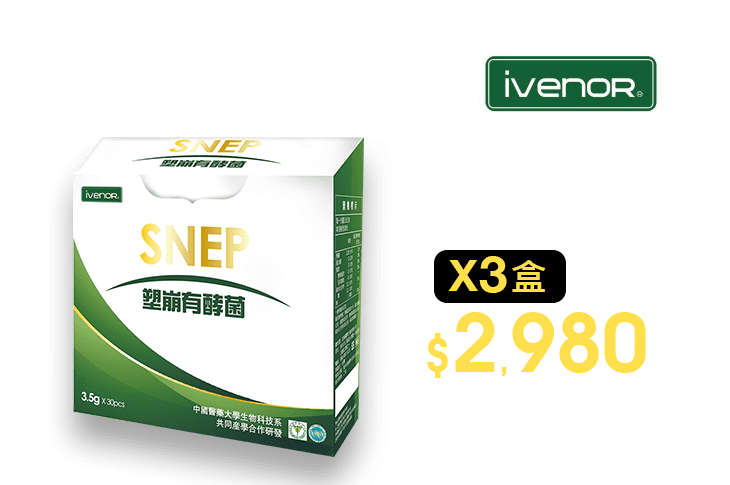 ivenor
SNEP
塑崩有酵菌
ivenor
SNEP
塑崩有酵菌
3.5g X 30pcs
中國醫藥大學生物科技系
共同産學合作研發
X3盒
$2,980